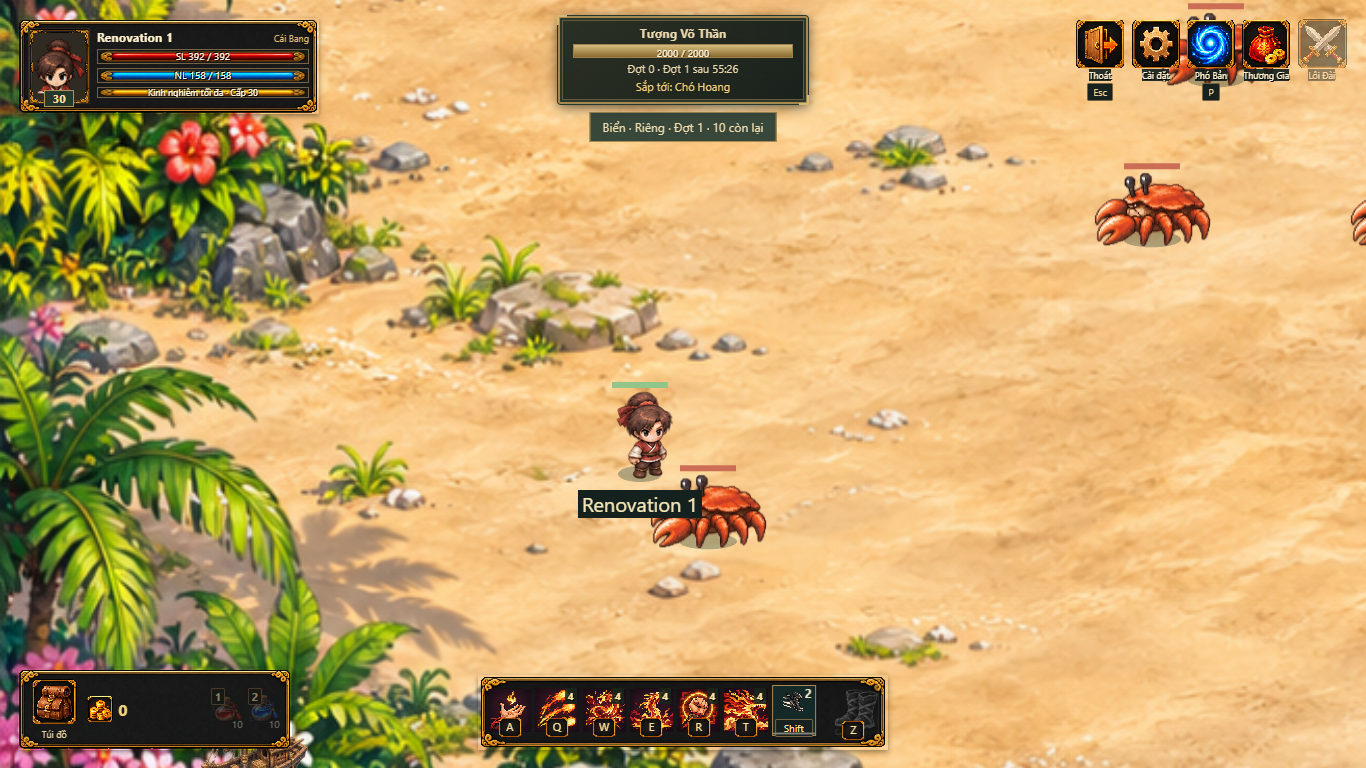 Renovation 1
Cái Bang
SL 392 / 392
NL 158 / 158
Kinh nghiệm tối đa · Cấp 30
30
Tượng Võ Thần
2000 / 2000
Đợt 0 · Đợt 1 sau 55:26
Sắp tới: Chó Hoang
Biển · Riêng · Đợt 1 · 10 còn lại
Thoát
Cài đặt
Phó Bản
Thương Gia
Lôi Đài
Esc
P
Renovation 1
Túi đồ
0
1
10
2
10
A
4
Q
4
W
4
E
4
R
4
T
2
Shift
Z